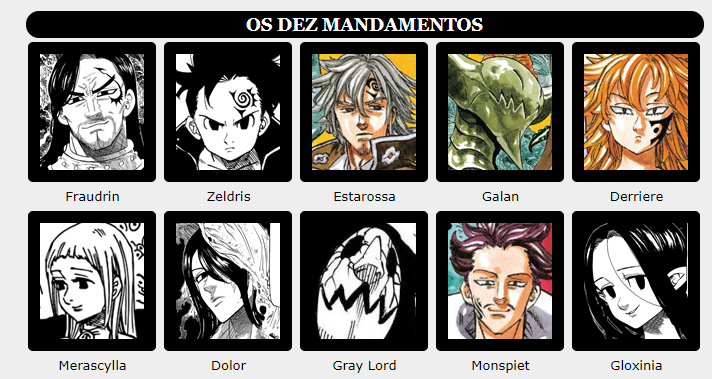 OS DEZ MANDAMENTOS
Fraudrin Zeldris Estarossa Galan Derriere
Merascylla Dolor Gray Lord Monspiet Gloxinia